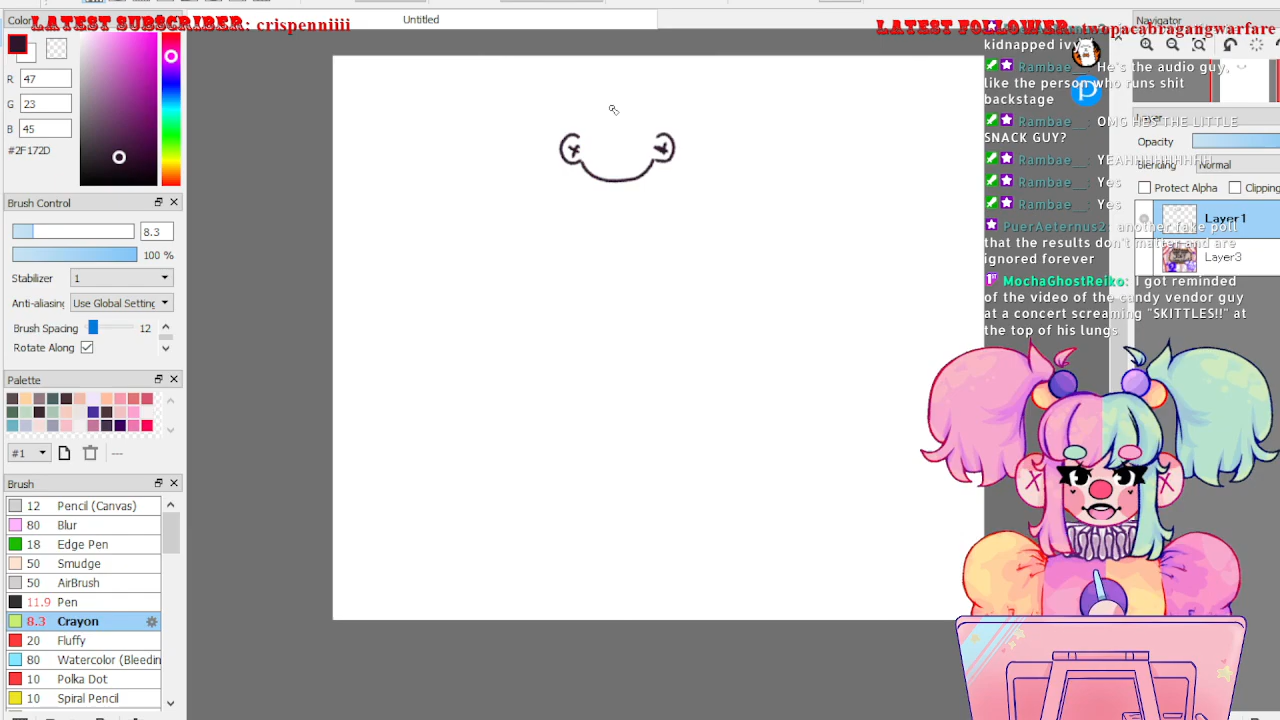 Untitled
Color
LATEST SUBSCRIBER: crispenniiii
LATEST FOLLOWER: twopacabragangwarfare
Navigator
R 47
G 23
B 45
#2F172D
Brush Control
8.3
100 %
Stabilizer 1
Anti-aliasing Use Global Setting
Brush Spacing 12
Rotate Along
Palette
#1
---
Brush
12 Pencil (Canvas)
80 Blur
18 Edge Pen
50 Smudge
50 AirBrush
11.9 Pen
8.3 Crayon
20 Fluffy
80 Watercolor (Bleedin
10 Polka Dot
10 Spiral Pencil
kidnapped ivy
Rambae__: He's the audio guy,
like the person who runs shit
backstage
Rambae__: OMG HES THE LITTLE
SNACK GUY?
Rambae__: YEAHHHHHHHHH
Rambae__: Yes
Rambae__: Yes
PuerAeternus2: another fake poll
that the results don't matter and are
ignored forever
MochaGhostReiko: I got reminded
of the video of the candy vendor guy
at a concert screaming "SKITTLES!!" at
the top of his lungs
Layer
Opacity
Blending Normal
Protect Alpha Clipping
Layer1
Layer3